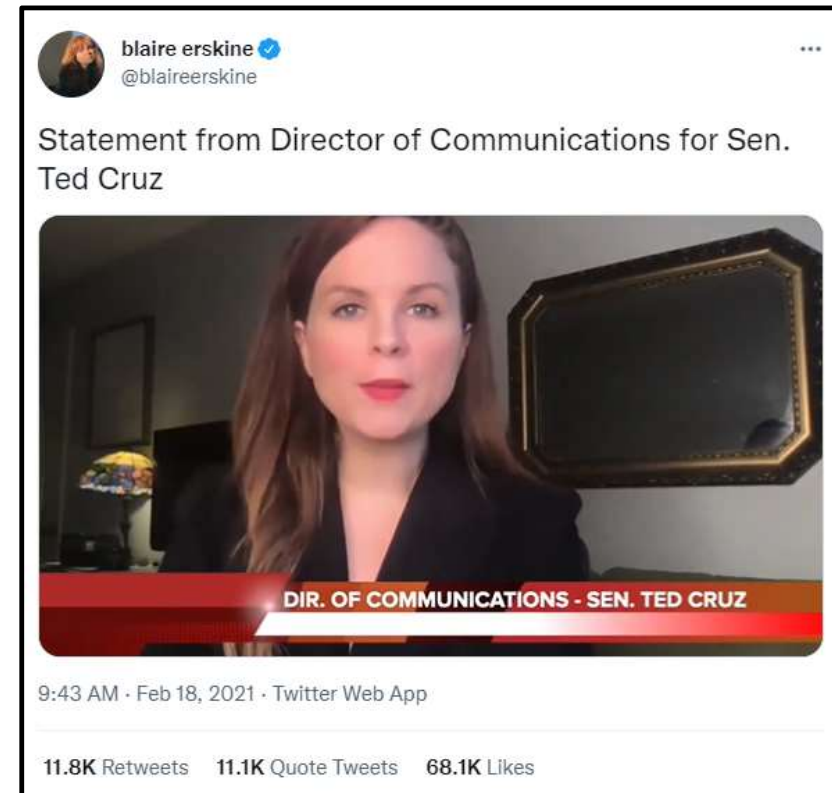 blaire erskine
@blaireerskine
Statement from Director of Communications for Sen.
Ted Cruz
DIR. OF COMMUNICATIONS - SEN. TED CRUZ
9:43 AM · Feb 18, 2021 · Twitter Web App
11.8K Retweets 11.1K Quote Tweets 68.1K Likes